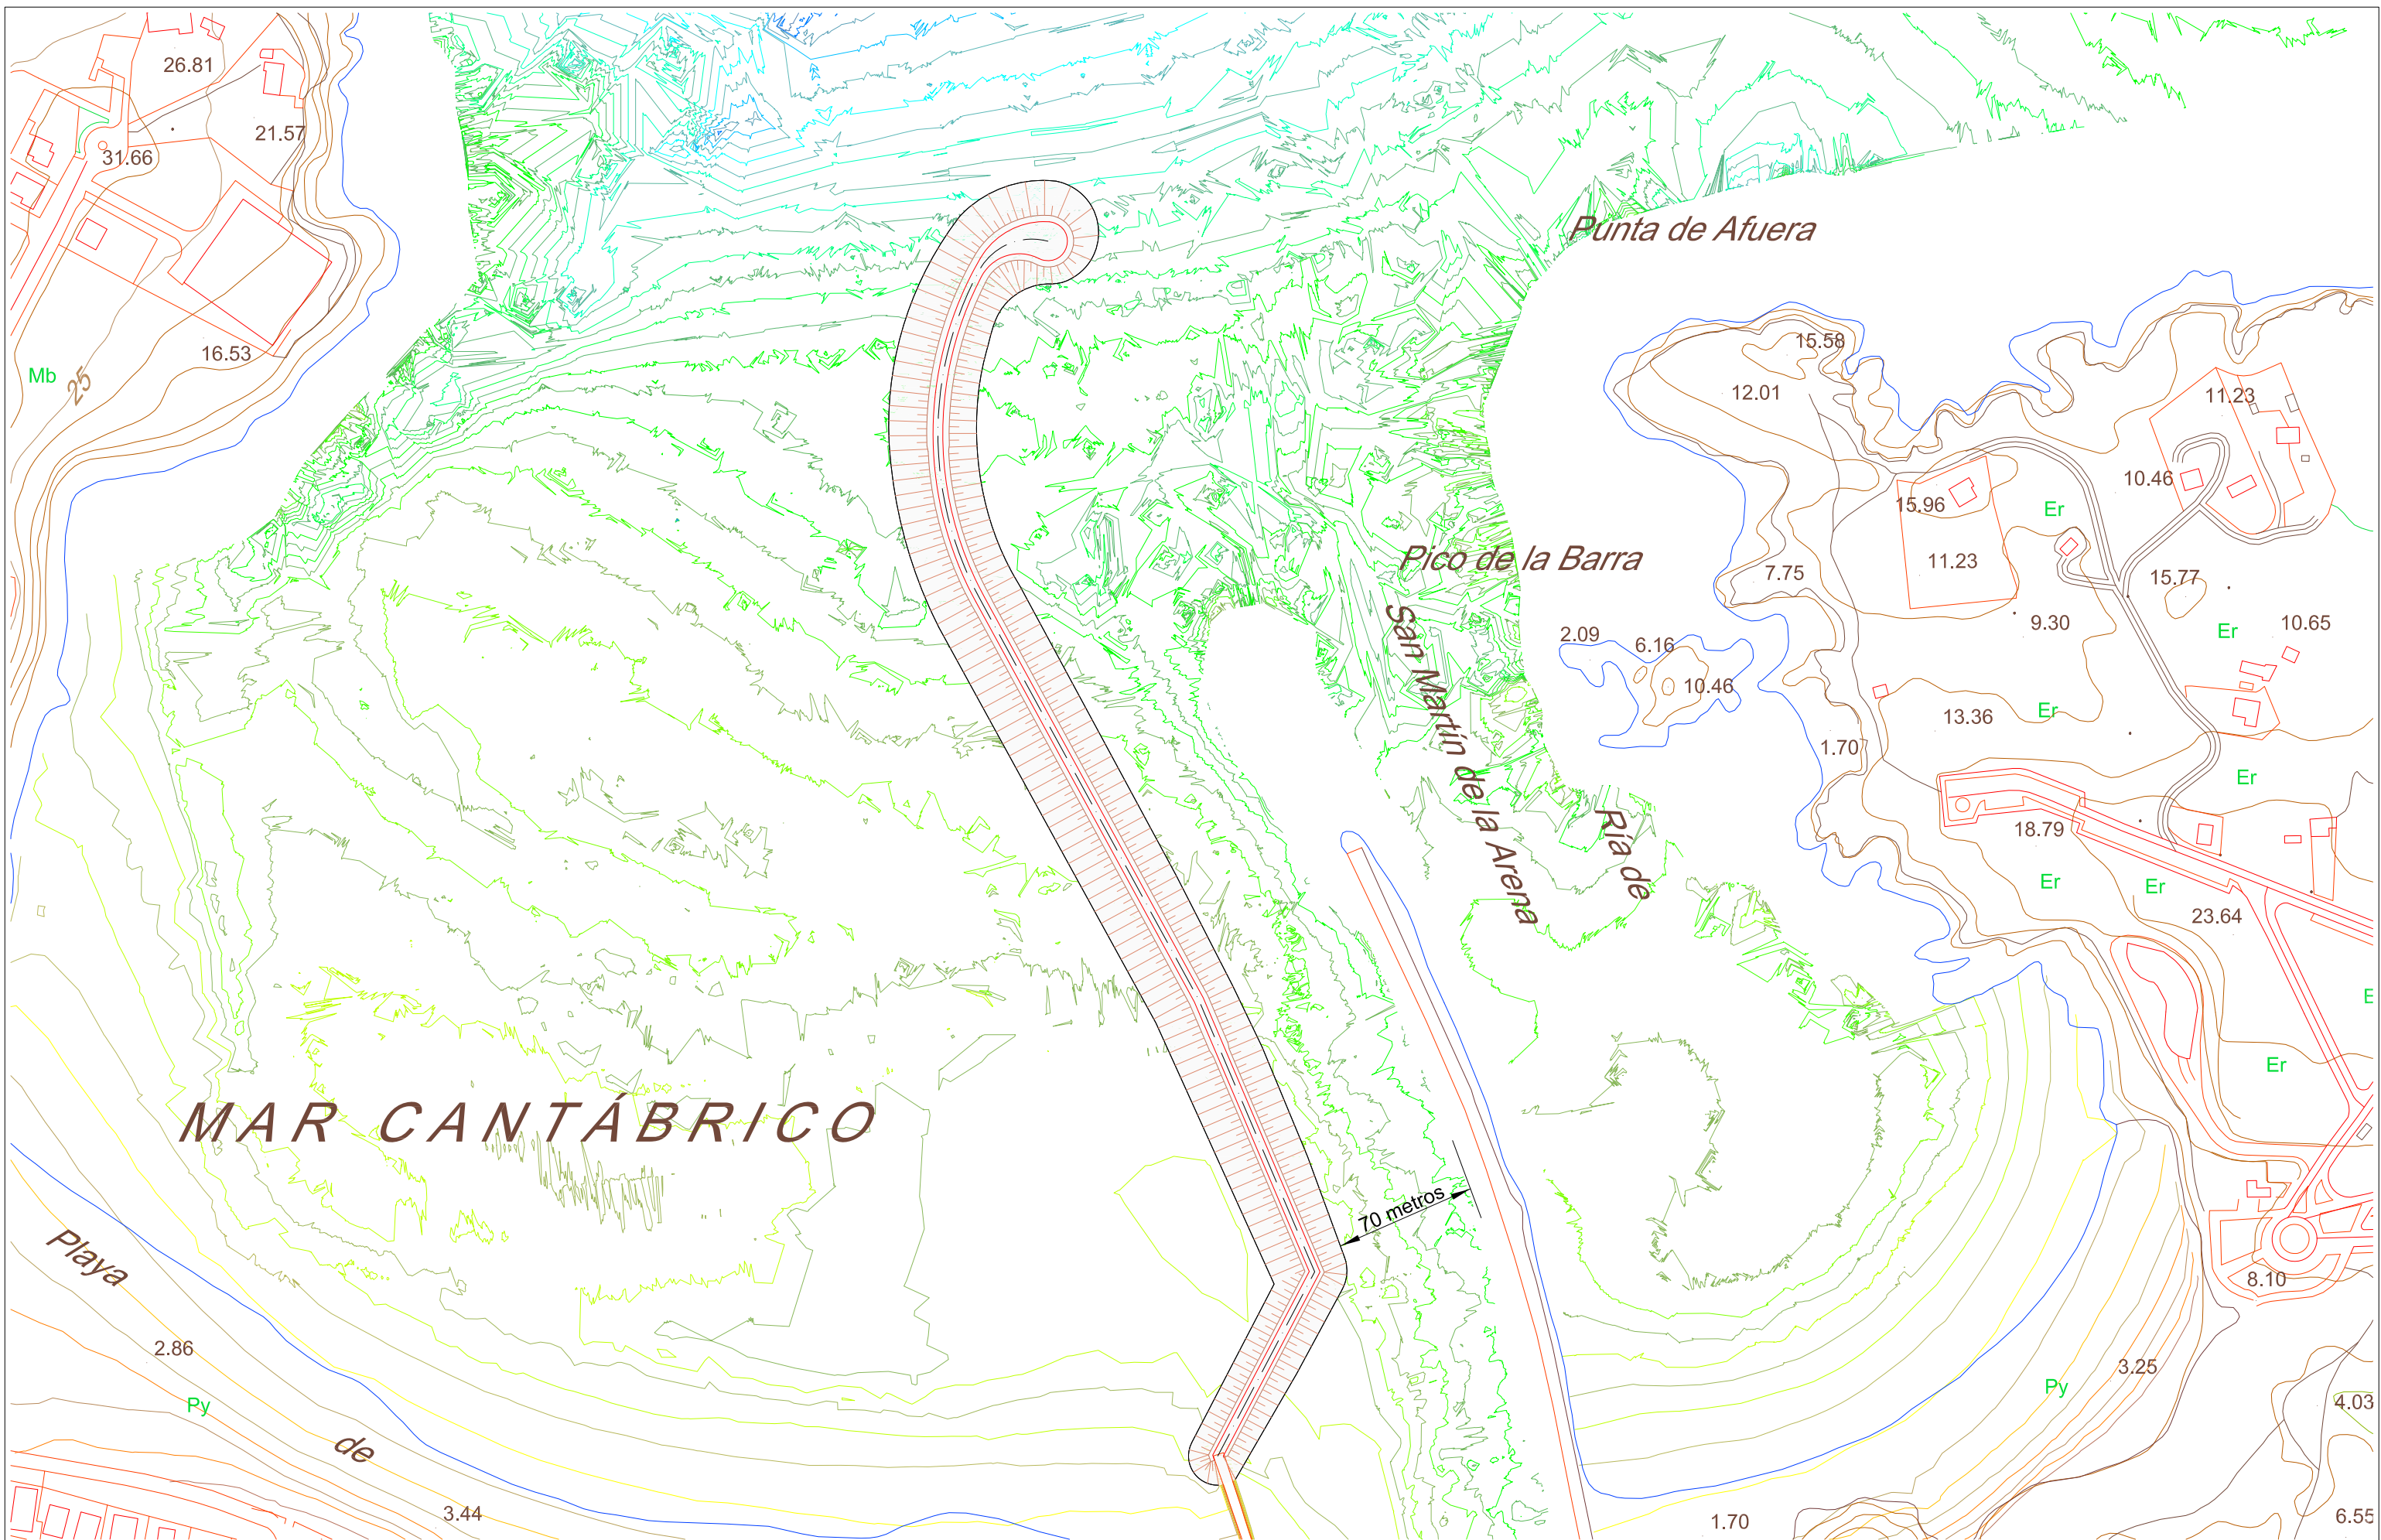 26.81
21.57
31.66
16.53
Mb
25
Punta de Afuera
15.58
12.01
11.23
10.46
15.96
Er
11.23
Pico de la Barra
7.75
15.77
9.30
Er
10.65
2.09
6.16
10.46
San Martín de la Arena
13.36
Er
1.70
Er
Ría de
18.79
Er
Er
23.64
E
Er
MAR CANTÁBRICO
70 metros
Playa
de
8.10
2.86
Py
3.25
Py
4.03
3.44
1.70
6.55